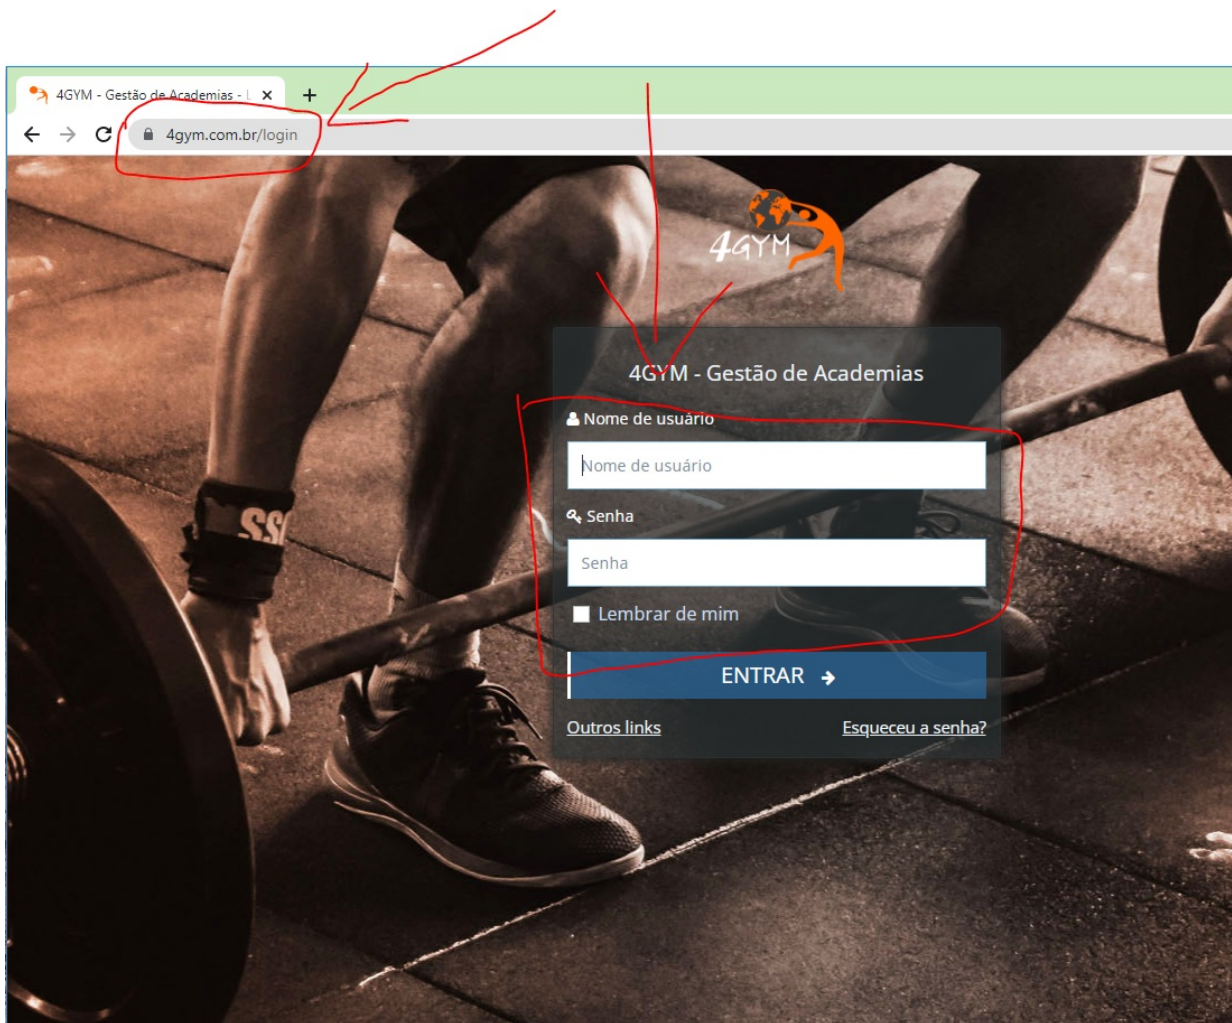 4GYM - Gestão de Academias - L
4gym.com.br/login
4GYM
4GYM - Gestão de Academias
Nome de usuário
Nome de usuário
Senha
Senha
Lembrar de mim
ENTRAR
Outros links
Esqueceu a senha?